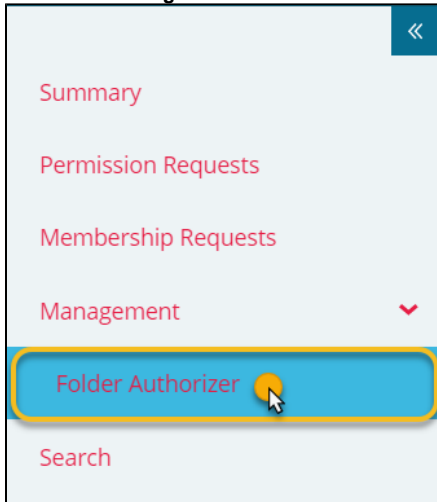 Summary
Permission Requests
Membership Requests
Management
Folder Authorizer
Search